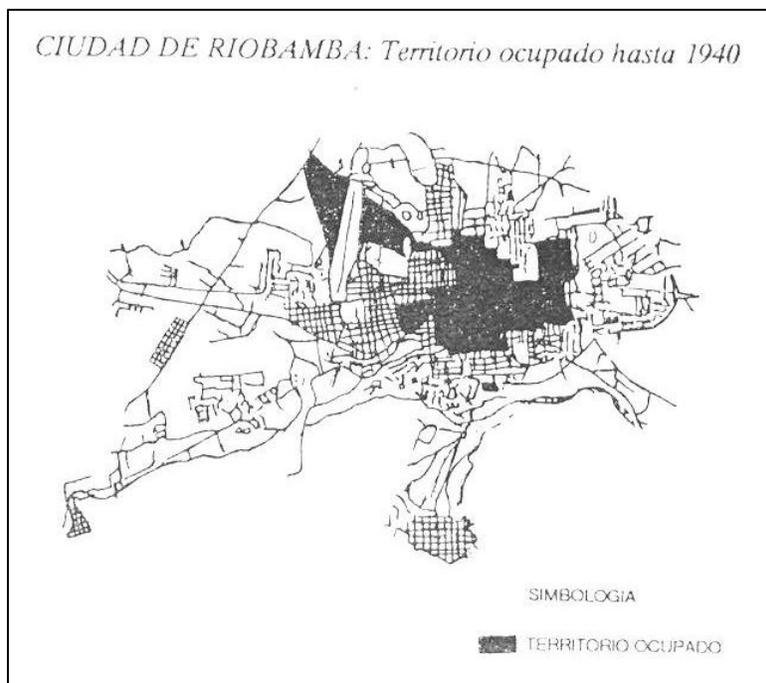 CIUDAD DE RIOBAMBA: Territorio ocupado hasta 1940
SIMBOLOGIA
TERRITORIO OCUPADO